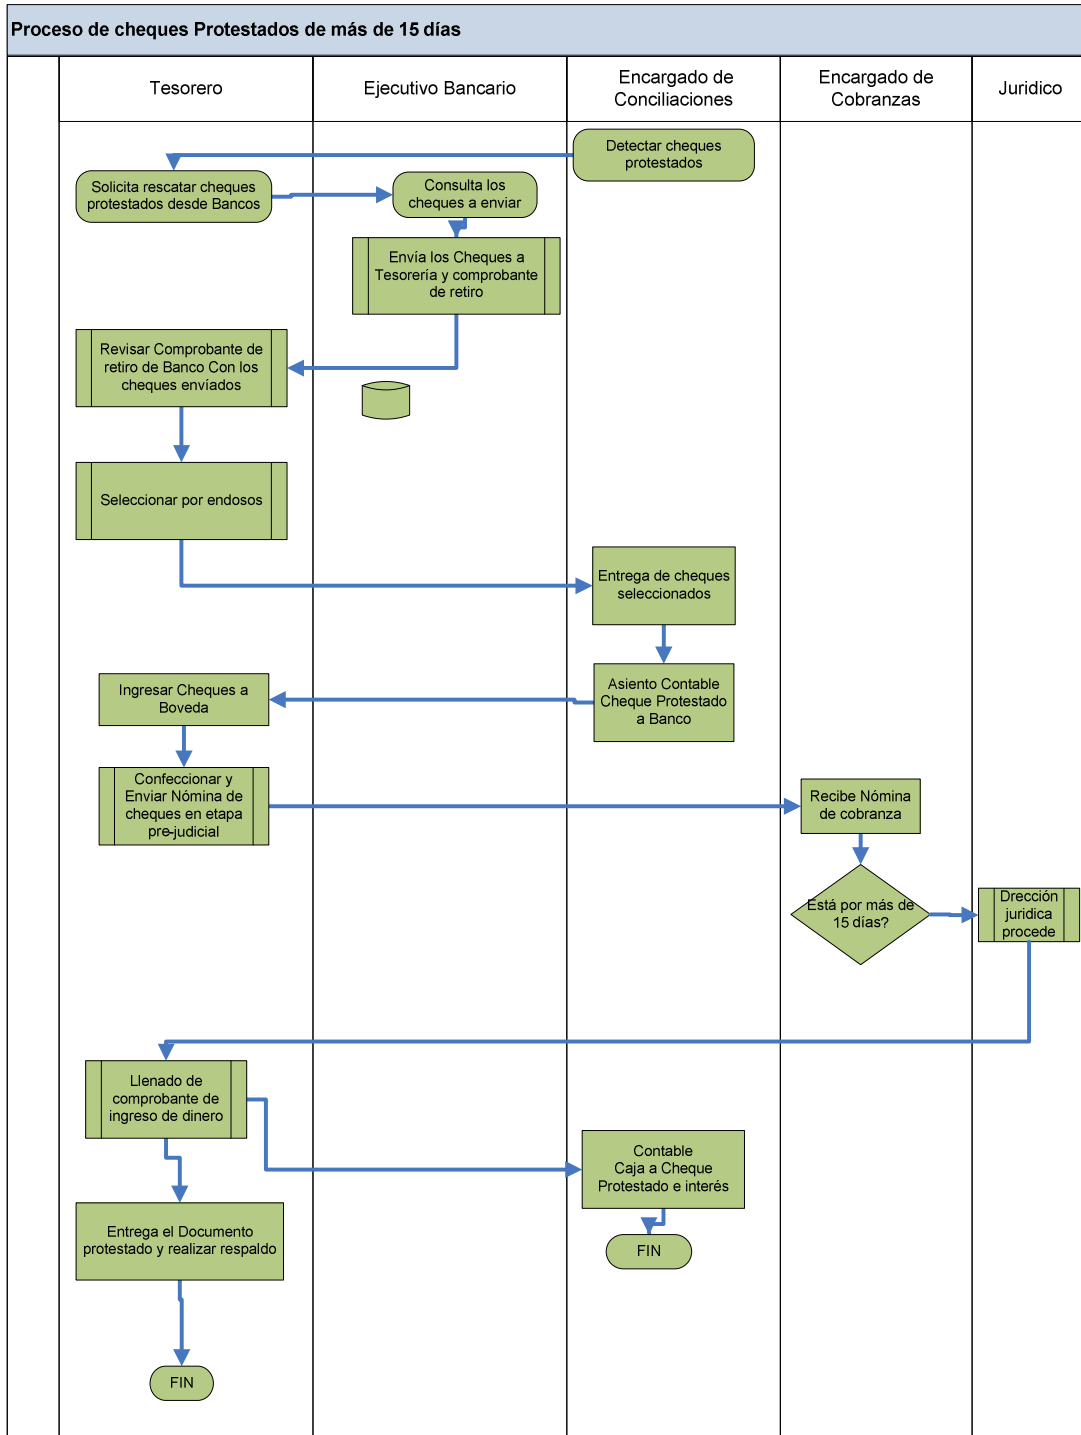 Proceso de cheques Protestados de más de 15 días
Tesorero
Ejecutivo Bancario
Encargado de
Conciliaciones
Encargado de
Cobranzas
Juridico
Detectar cheques
protestados
Solicita rescatar cheques
protestados desde Bancos
Consulta los
cheques a enviar
Envía los Cheques a
Tesorería y comprobante
de retiro
Revisar Comprobante de
retiro de Banco Con los
cheques envíados
Seleccionar por endosos
Entrega de cheques
seleccionados
Asiento Contable
Cheque Protestado
a Banco
Ingresar Cheques a
Boveda
Confeccionar y
Enviar Nómina de
cheques en etapa
pre-judicial
Recibe Nómina
de cobranza
Está por más de
15 días?
Drección
juridica
procede
Llenado de
comprobante de
ingreso de dinero
Contable
Caja a Cheque
Protestado e interés
Entrega el Documento
protestado y realizar respaldo
FIN
FIN